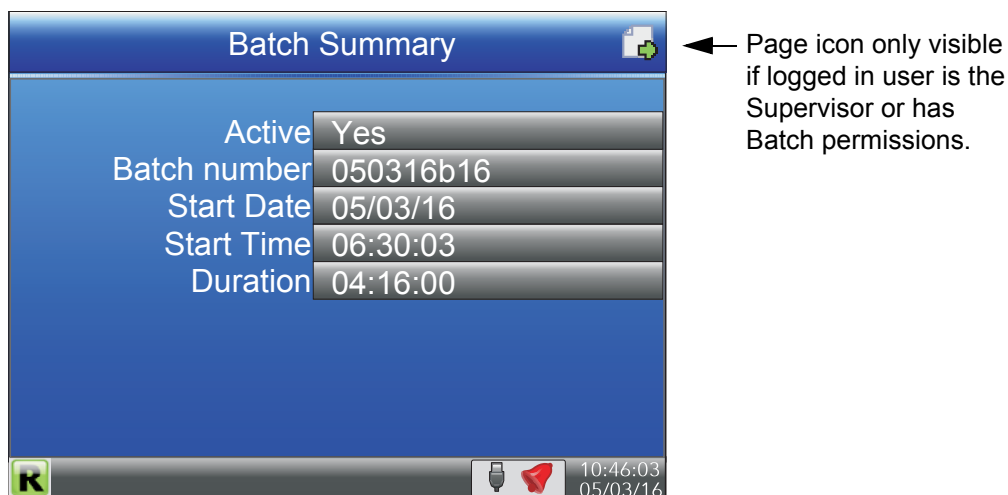 Batch Summary
Page icon only visible
if logged in user is the
Supervisor or has
Batch permissions.
Active Yes
Batch number 050316b16
Start Date 05/03/16
Start Time 06:30:03
Duration 04:16:00
R
10:46:03
05/03/16